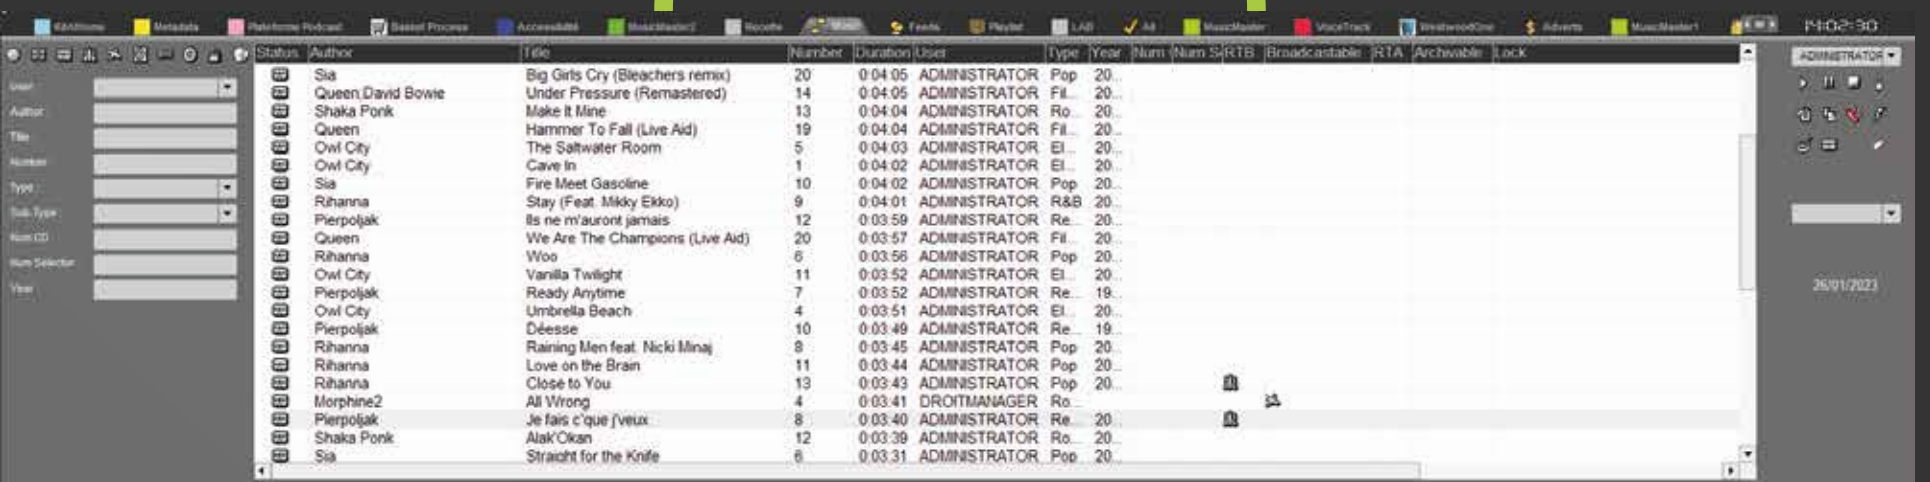 Metadata Plateforme Podcast Basket Process Accessibilité MusicMaster2 Recette Music Feeds Playlist LAB All MusicMaster VoiceTrack WestwoodOne Adverts MusicMaster1 14:02:30
Status Author Title Number Duration User Type Year Num Num S RTB Broadcastable RTA Archivable Lock
ADMINISTRATOR
Sia Big Girls Cry (Bleachers remix) 20 0:04:05 ADMINISTRATOR Pop 20...
User
Queen,David Bowie Under Pressure (Remastered) 14 0:04:05 ADMINISTRATOR Fil... 20...
Author
Shaka Ponk Make It Mine 13 0:04:04 ADMINISTRATOR Ro... 20...
Queen Hammer To Fall (Live Aid) 19 0:04:04 ADMINISTRATOR Fil... 20...
Title
Owl City The Saltwater Room 5 0:04:03 ADMINISTRATOR El... 20...
Number
Owl City Cave In 1 0:04:02 ADMINISTRATOR El... 20...
Type
Sia Fire Meet Gasoline 10 0:04:02 ADMINISTRATOR Pop 20...
Rihanna Stay (Feat. Mikky Ekko) 9 0:04:01 ADMINISTRATOR R&B 20...
Sub Type
Pierpoljak Ils ne m'auront jamais 12 0:03:59 ADMINISTRATOR Re... 20...
Num CD
Queen We Are The Champions (Live Aid) 20 0:03:57 ADMINISTRATOR Fil... 20...
Rihanna Woo 6 0:03:56 ADMINISTRATOR Pop 20...
Num Selector
Owl City Vanilla Twilight 11 0:03:52 ADMINISTRATOR El... 20...
Year
26/01/2023
Pierpoljak Ready Anytime 7 0:03:52 ADMINISTRATOR Re... 19...
Owl City Umbrella Beach 4 0:03:51 ADMINISTRATOR El... 20...
Pierpoljak Déesse 10 0:03:49 ADMINISTRATOR Re... 19...
Rihanna Raining Men feat. Nicki Minaj 8 0:03:45 ADMINISTRATOR Pop 20...
Rihanna Love on the Brain 11 0:03:44 ADMINISTRATOR Pop 20...
Rihanna Close to You 13 0:03:43 ADMINISTRATOR Pop 20...
Morphine2 All Wrong 4 0:03:41 DROITMANAGER Ro...
Pierpoljak Je fais c'que j'veux 8 0:03:40 ADMINISTRATOR Re... 20...
Shaka Ponk Alak'Okan 12 0:03:39 ADMINISTRATOR Ro... 20...
Sia Straight for the Knife 6 0:03:31 ADMINISTRATOR Pop 20...